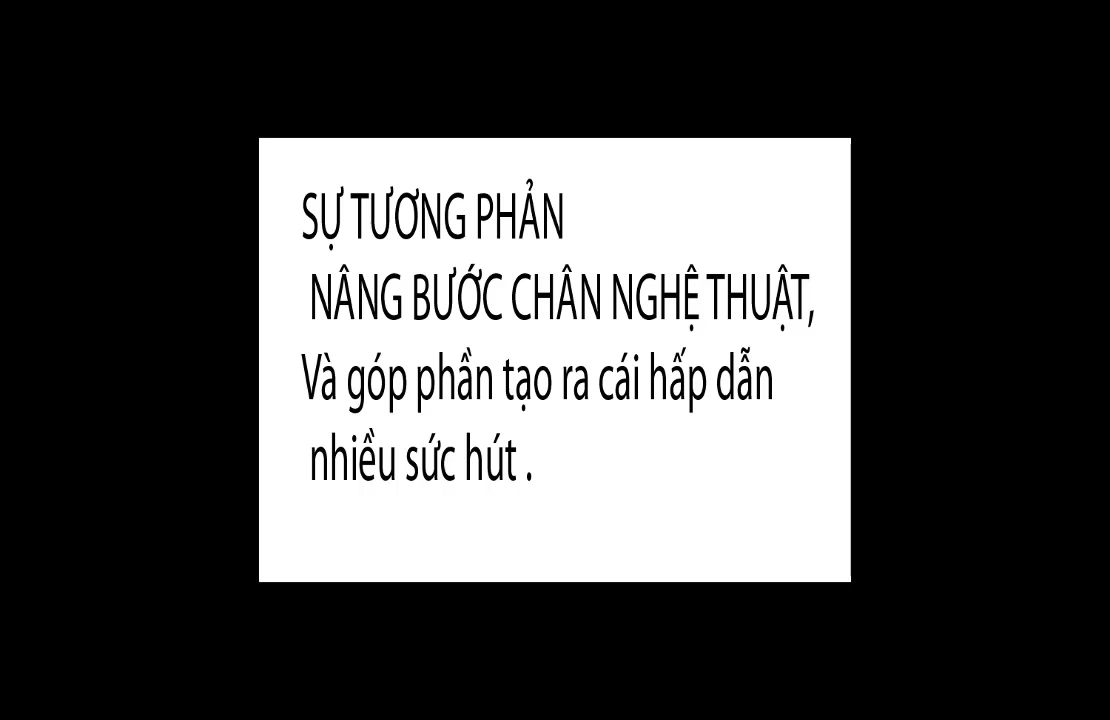 SỰ TƯƠNG PHẢN
NÂNG BƯỚC CHÂN NGHỆ THUẬT,
Và góp phần tạo ra cái hấp dẫn
nhiều sức hút .